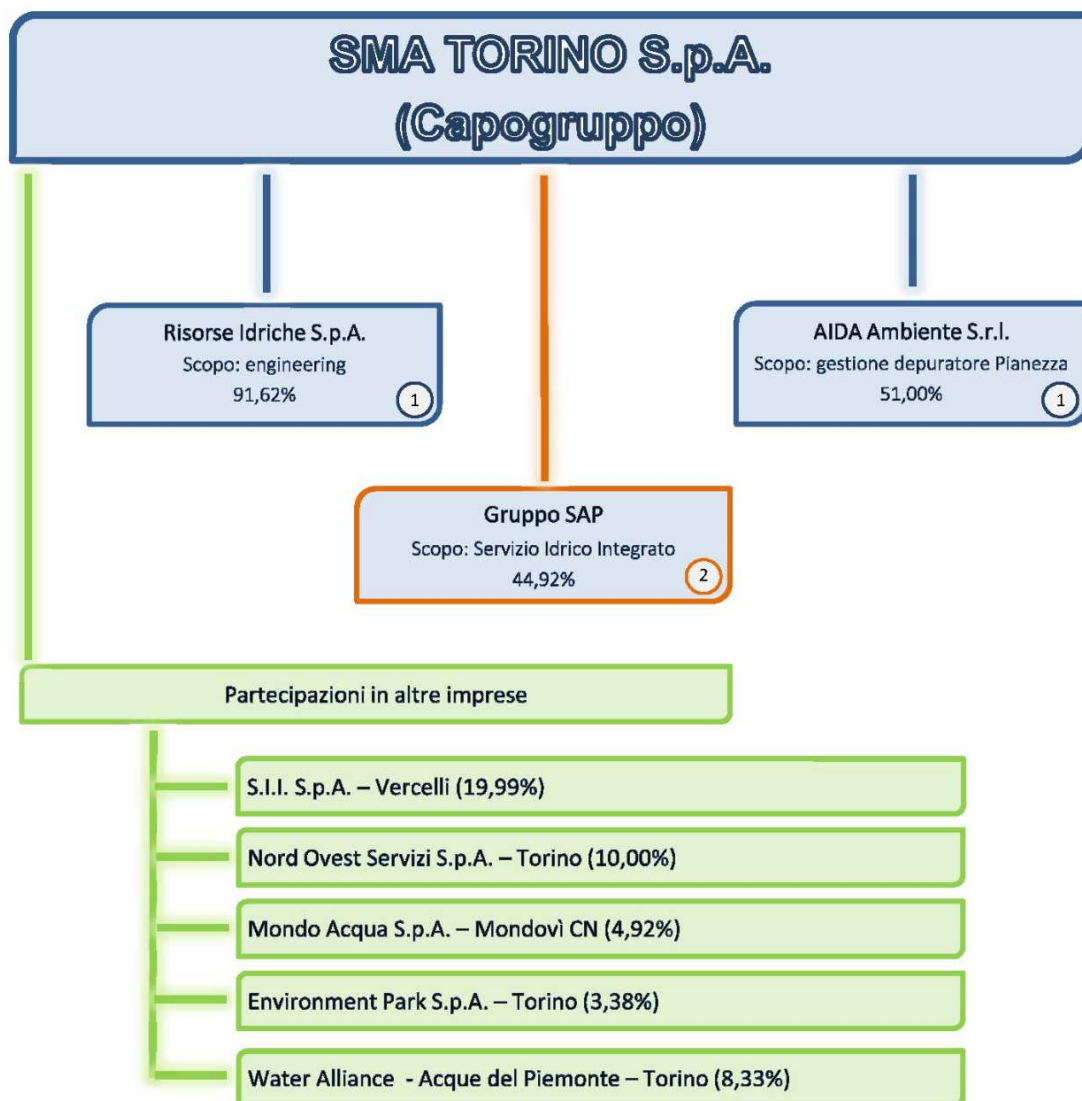 SMA TORINO S.p.A.
(Capogruppo)
Risorse Idriche S.p.A.
Scopo: engineering
91,62%
1
AIDA Ambiente S.r.l.
Scopo: gestione depuratore Pianezza
51,00%
1
Gruppo SAP
Scopo: Servizio Idrico Integrato
44,92%
2
Partecipazioni in altre imprese
S.I.I. S.p.A. – Vercelli (19,99%)
Nord Ovest Servizi S.p.A. – Torino (10,00%)
Mondo Acqua S.p.A. – Mondovì CN (4,92%)
Environment Park S.p.A. – Torino (3,38%)
Water Alliance - Acque del Piemonte – Torino (8,33%)